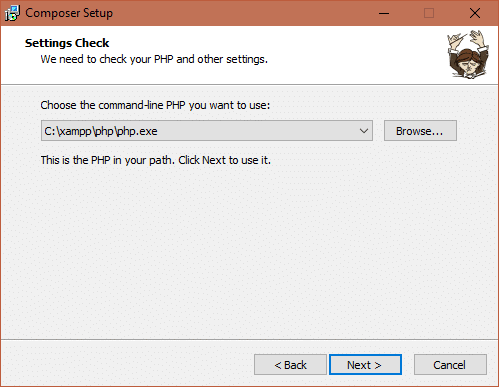 Composer Setup
Settings Check
We need to check your PHP and other settings.
Choose the command-line PHP you want to use:
C:\xampp\php\php.exe
Browse...
This is the PHP in your path. Click Next to use it.
< Back
Next >
Cancel